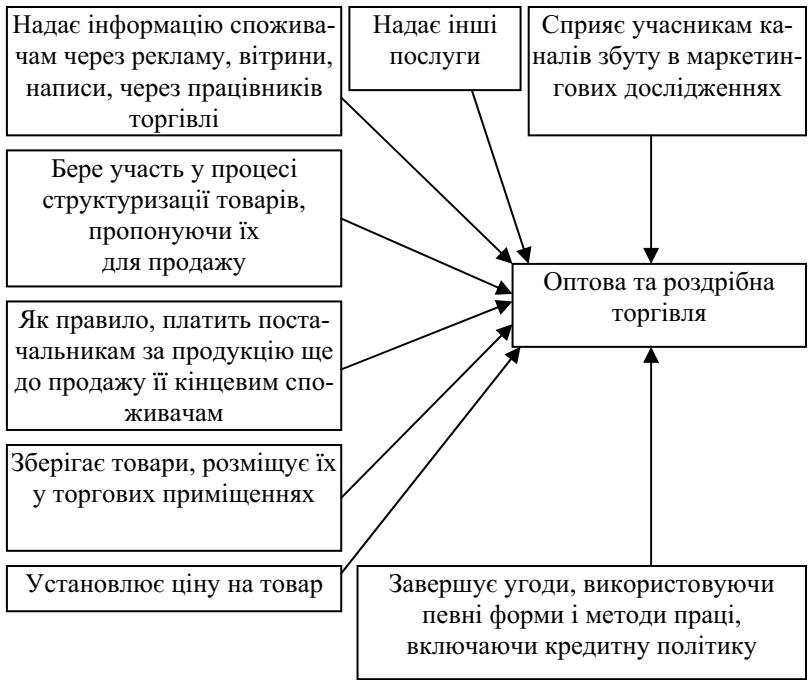 Надає інформацію спожива-
чам через рекламу, вітрини,
написи, через працівників
торгівлі
Надає інші
послуги
Сприяє учасникам ка-
налів збуту в маркетин-
гових дослідженнях
Бере участь у процесі
структуризації товарів,
пропонуючи їх
для продажу
Оптова та роздрібна
торгівля
Як правило, платить поста-
чальникам за продукцію ще
до продажу її кінцевим спо-
живачам
Зберігає товари, розміщує їх
у торгових приміщеннях
Установлює ціну на товар
Завершує угоди, використовуючи
певні форми і методи праці,
включаючи кредитну політику